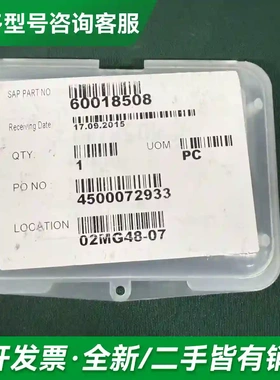 多型号咨询客服
SAP PART NO
60018508
Receiving Date:
17.09.2015
QTY:
1
UOM
PC
PO NO
4500072933
LOCATION
02MG48-07
开发票·全新/二手皆有销